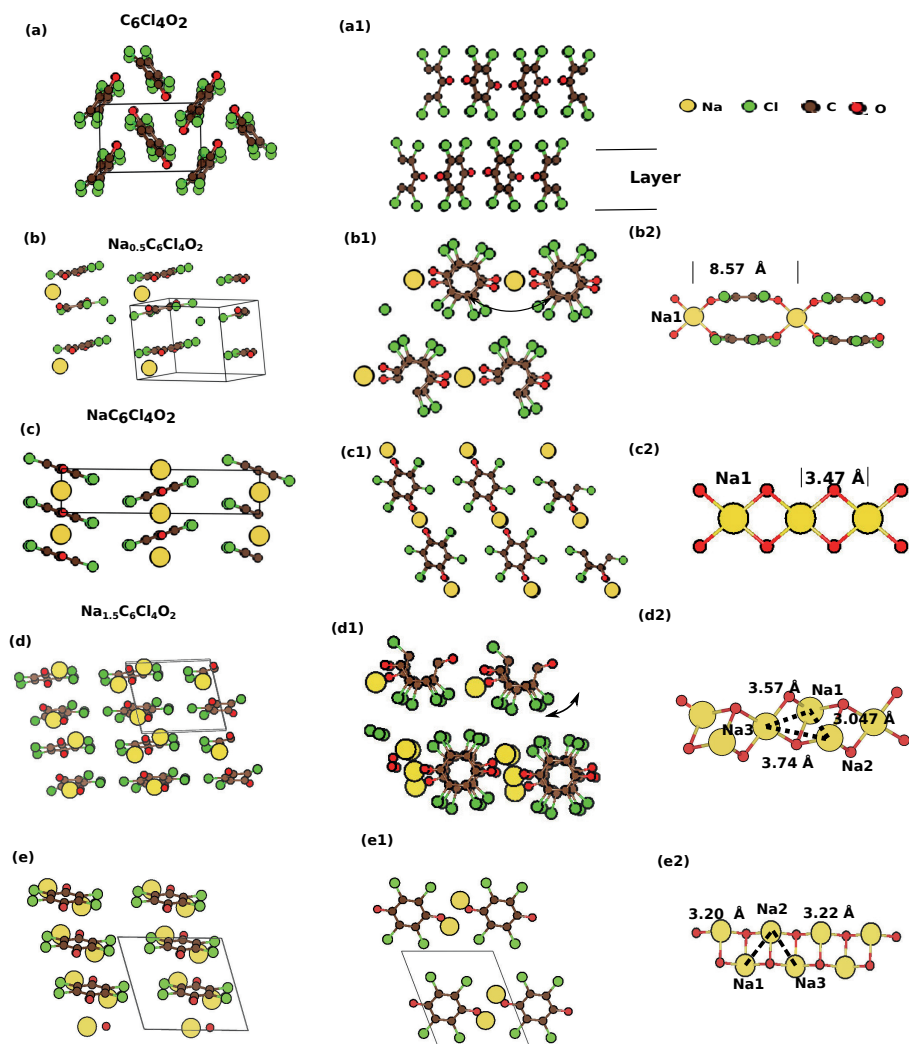 C6Cl4O2
(a)
(a1)
Na Cl C O
Layer
(b)
Na0.5C6Cl4O2
(b1)
(b2)
8.57 Å
Na1
NaC6Cl4O2
(c)
(c1)
(c2)
Na1
3.47 Å
Na1.5C6Cl4O2
(d)
(d1)
(d2)
3.57 Å
Na1
Na3
3.047 Å
3.74 Å
Na2
(e)
(e1)
(e2)
3.20 Å
Na2
3.22 Å
Na1
Na3